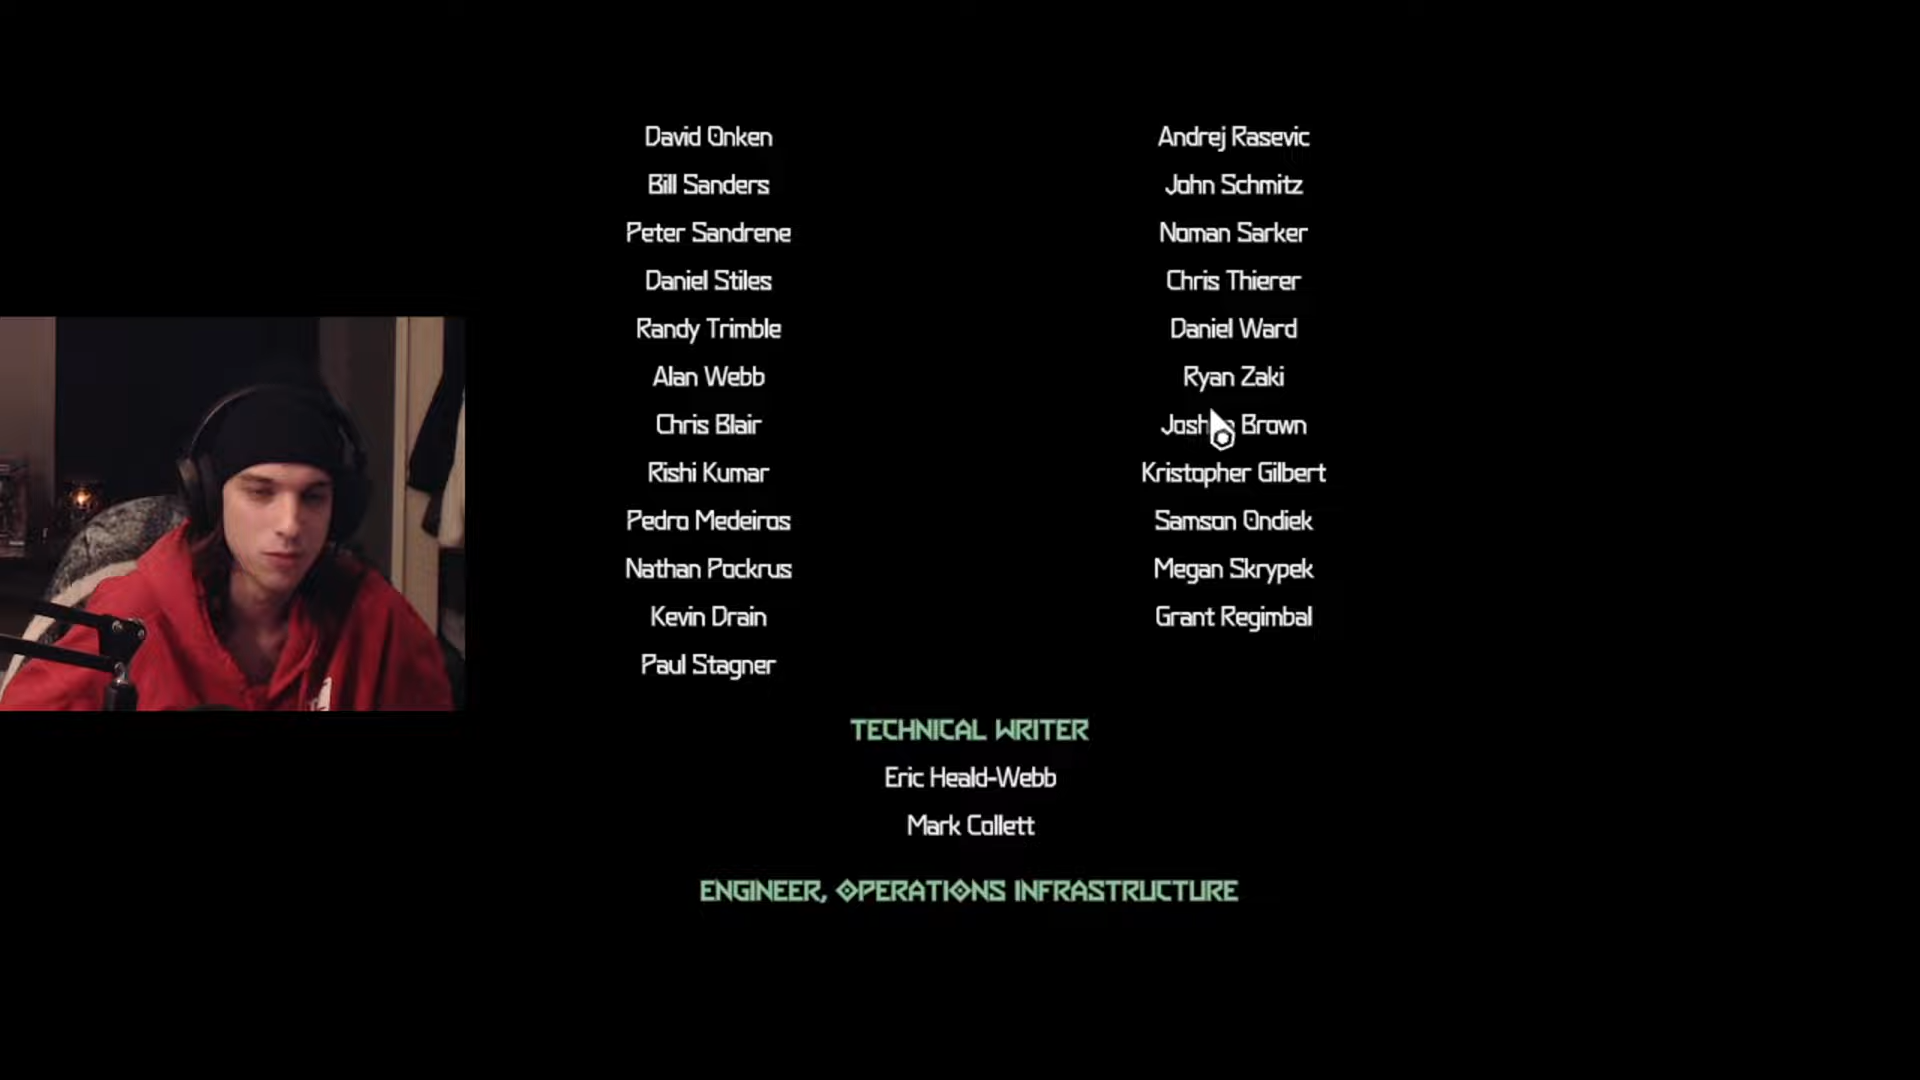 David Onken
Andrej Rasevic
Bill Sanders
John Schmitz
Peter Sandrene
Noman Sarker
Daniel Stiles
Chris Thierer
Randy Trimble
Daniel Ward
Alan Webb
Ryan Zaki
Chris Blair
Brown
Rishi Kumar
Kristopher Gilbert
Pedro Medeiros
Samson Ondiek
Nathan Pockrus
Megan Skrypek
Kevin Drain
Grant Regimbal
Paul Stagner
TECHNICAL WRITER
Eric Heald-Webb
Mark Collett
ENGINEER, OPERATIONS INFRASTRUCTURE